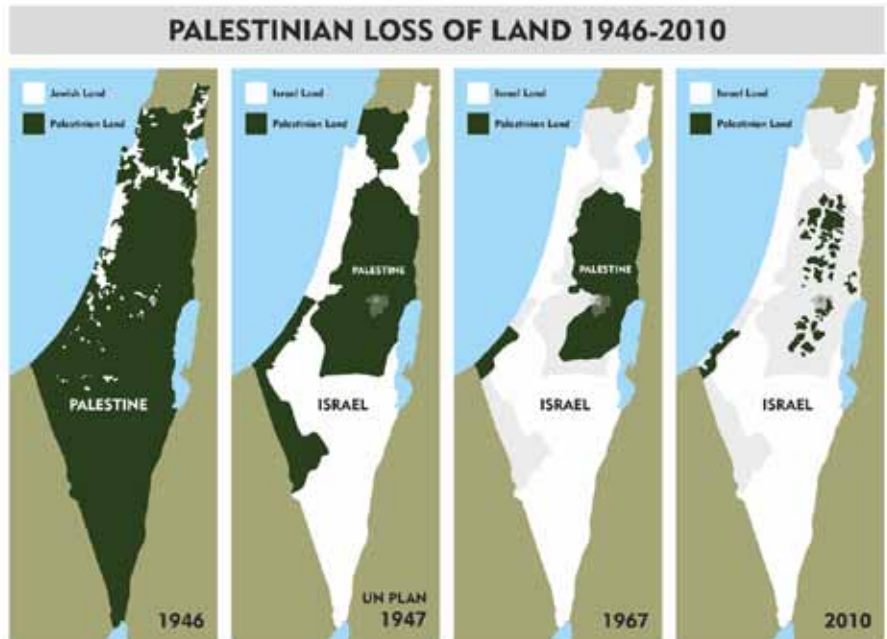 PALESTINIAN LOSS OF LAND 1946-2010
Jewish Land
Palestinian Land
PALESTINE
1946
Israel Land
Palestinian Land
PALESTINE
ISRAEL
UN PLAN
1947
Israel Land
Palestinian Land
PALESTINE
ISRAEL
1967
Israel Land
Palestinian Land
ISRAEL
2010